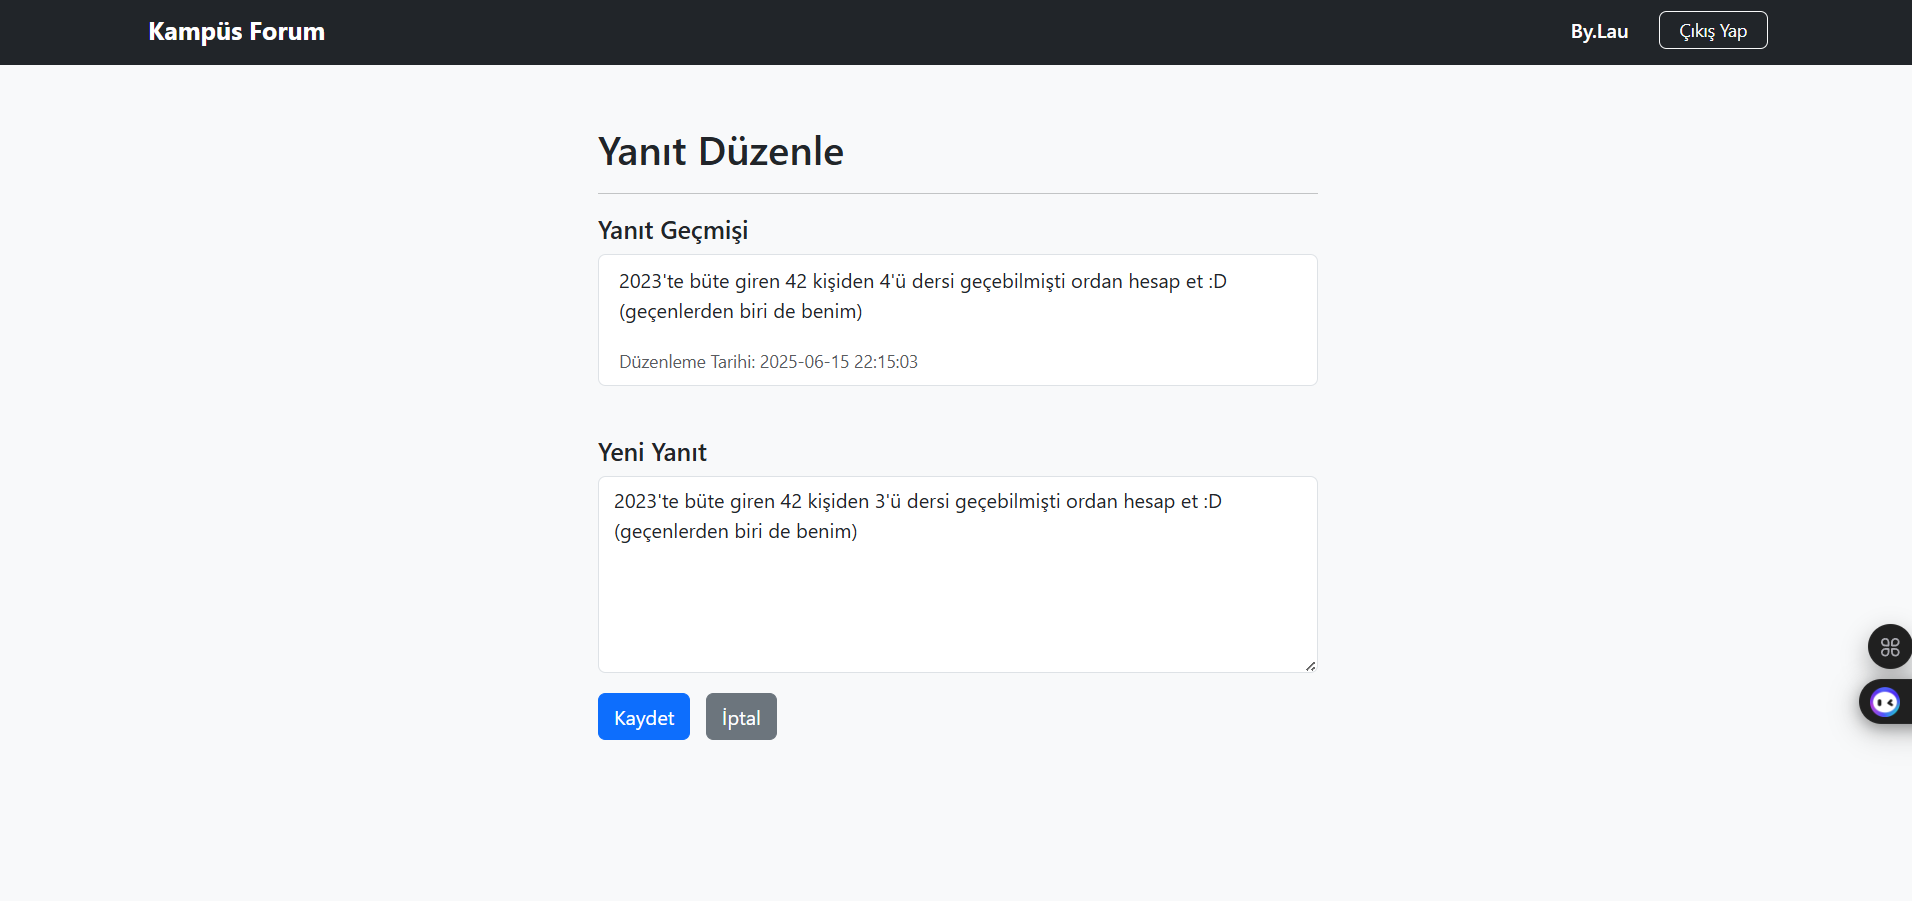 Kampüs Forum
By.Lau
Çıkış Yap
Yanıt Düzenle
Yanıt Geçmişi
2023'te büte giren 42 kişiden 4'ü dersi geçebilmişti ordan hesap et :D
(geçenlerden biri de benim)
Düzenleme Tarihi: 2025-06-15 22:15:03
Yeni Yanıt
2023'te büte giren 42 kişiden 3'ü dersi geçebilmişti ordan hesap et :D
(geçenlerden biri de benim)
Kaydet
İptal